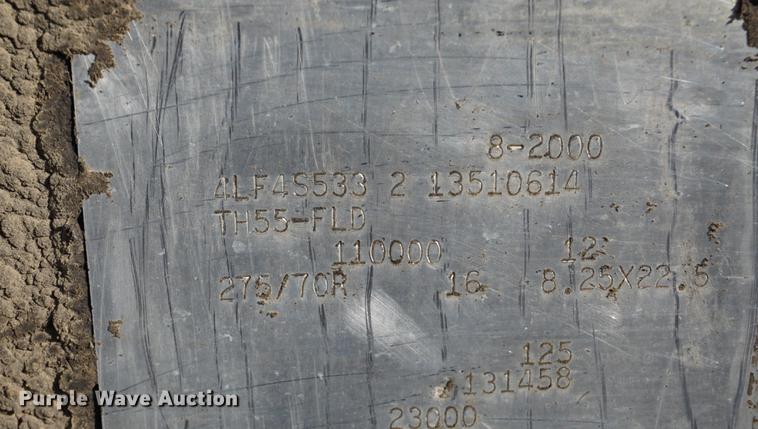 8-2000
4LF4S533 2 13510614
TH55-FLD
110000 12
275/70R 16 8.25X22.5
125
131458
23000
Purple Wave Auction